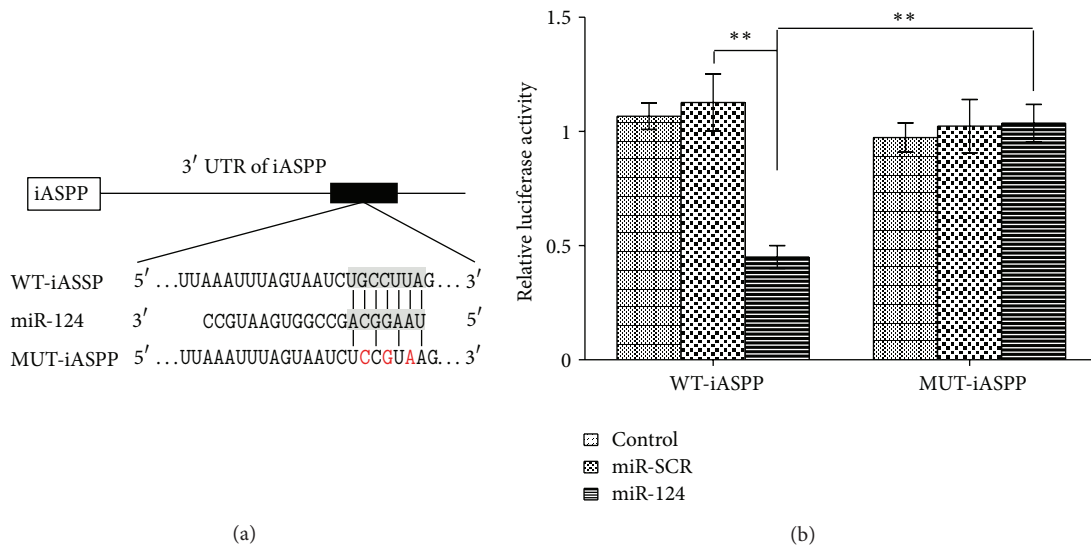 3′ UTR of iASPP
iASPP
WT-iASSP 5′ ...UUAAAUUUAGUAAUCUGCCUUAG... 3′
miR-124 3′ CCGUAAGUGGCCGACGGAAU 5′
MUT-iASPP 5′ ...UUAAAUUUAGUAAUCUCCGUAAG... 3′
(a)
Relative luciferase activity
1.5
1
0.5
0
**
**
WT-iASPP MUT-iASPP
Control
miR-SCR
miR-124
(b)